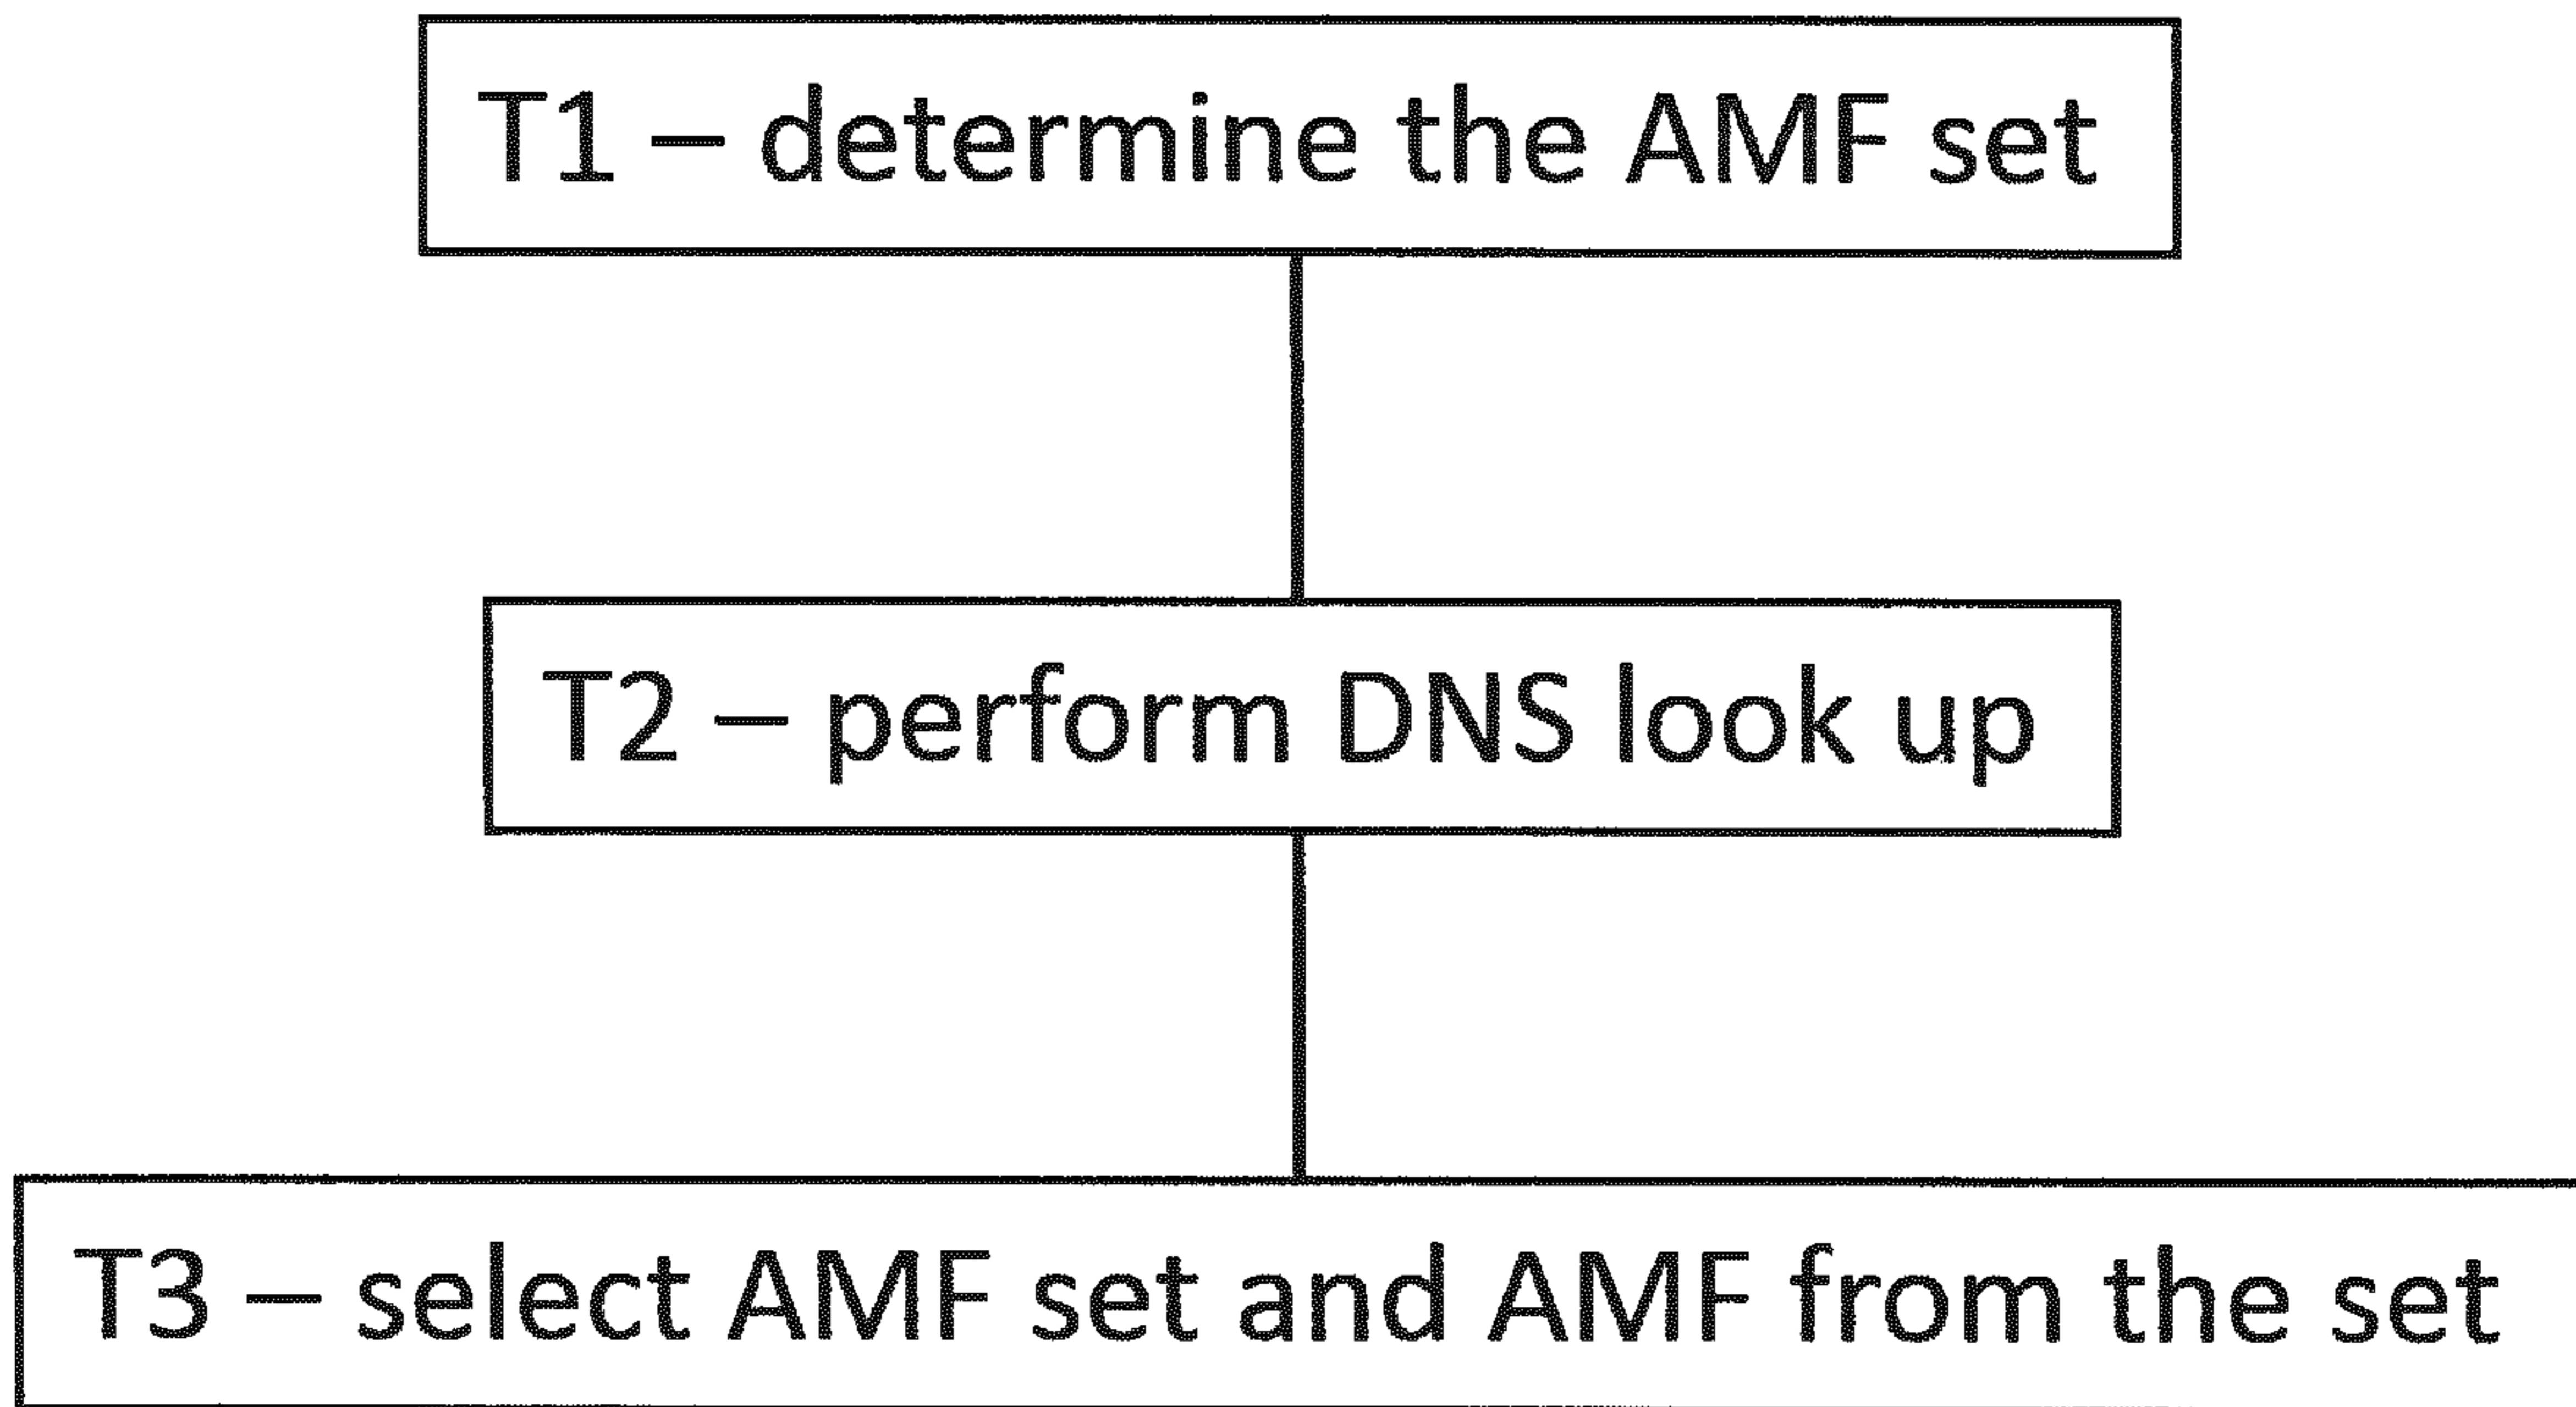 T1 – determine the AMF set
T2 – perform DNS look up
T3 – select AMF set and AMF from the set